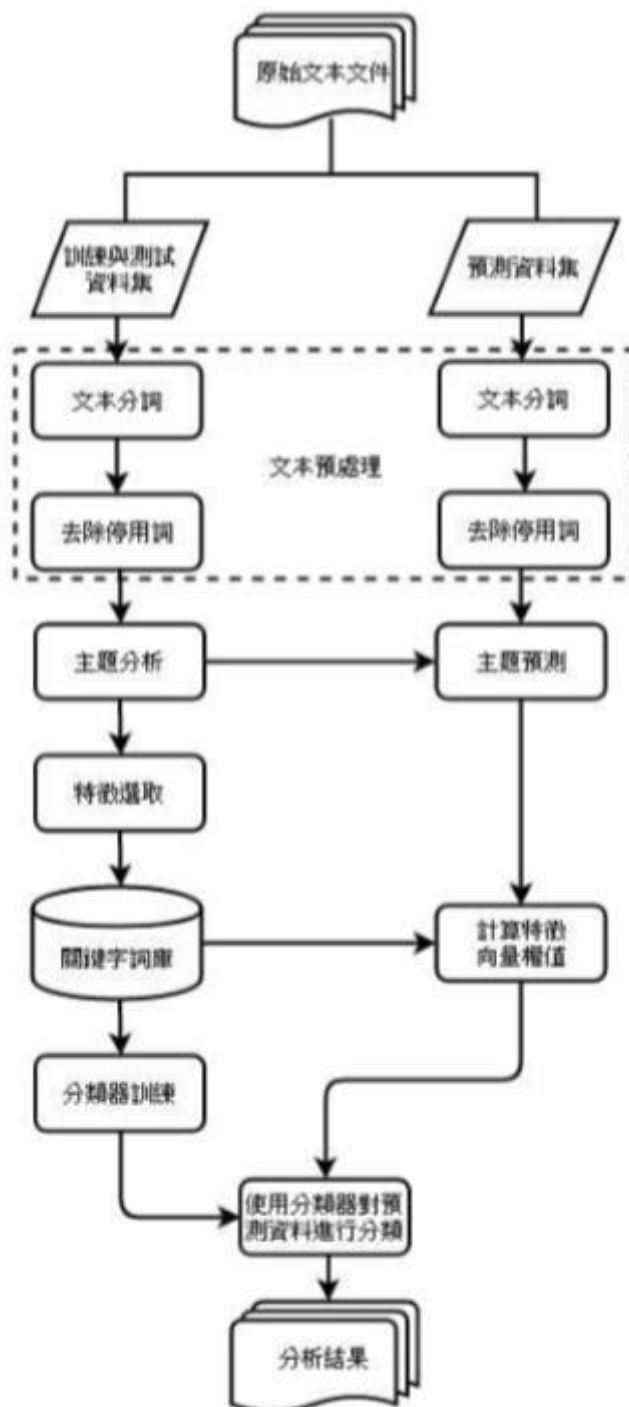 原始文本文件
訓練與測試
資料集
預測資料集
文本分詞
文本分詞
文本預處理
去除停用詞
去除停用詞
主題分析
主題預測
特徵選取
關鍵字詞庫
計算特徵
向量權值
分類器訓練
使用分類器對預
測資料進行分類
分析結果